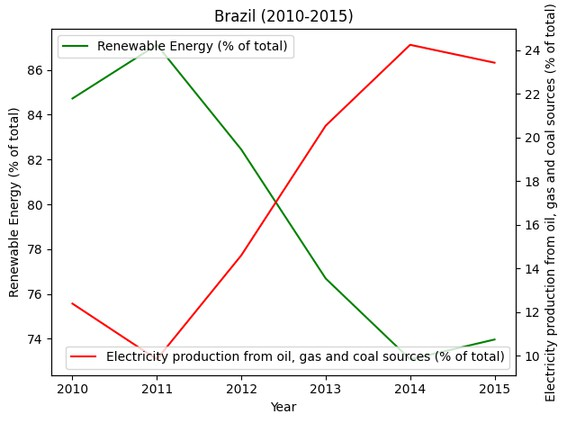 Brazil (2010-2015)
Renewable Energy (% of total)
Electricity production from oil, gas and coal sources (% of total)
Renewable Energy (% of total)
86
84
82
80
78
76
74
24
22
20
18
16
14
12
10
Electricity production from oil, gas and coal sources (% of total)
2010 2011 2012 2013 2014 2015
Year